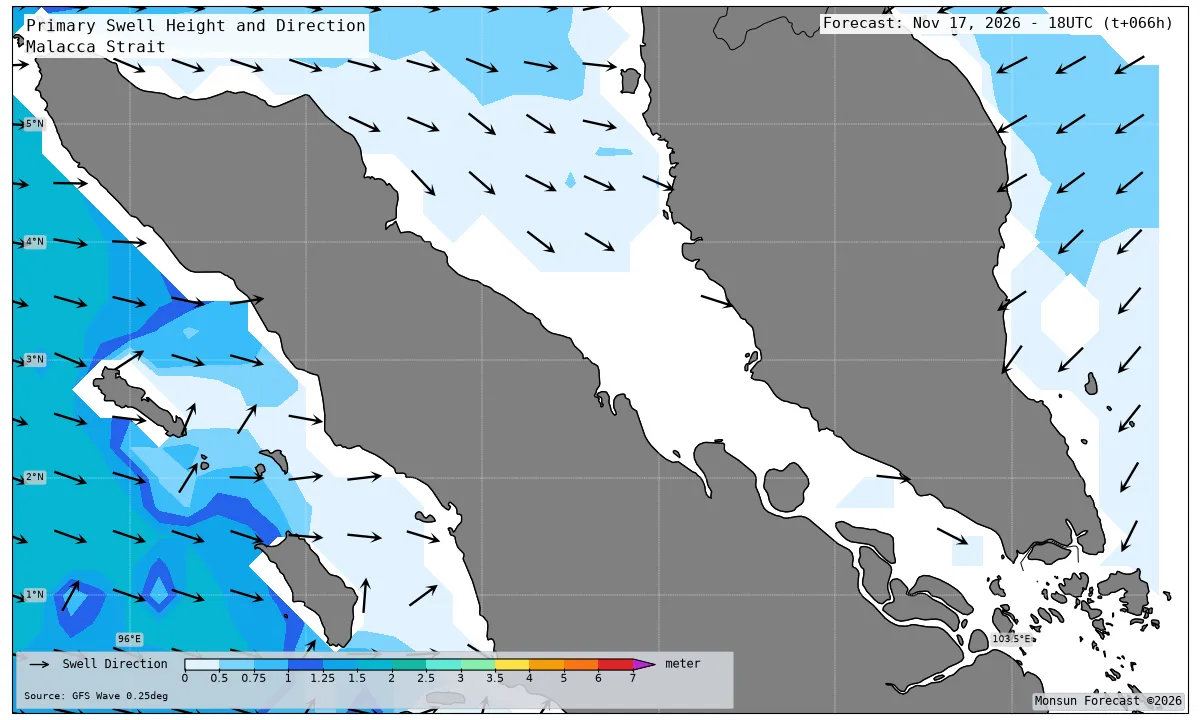 Primary Swell Height and Direction
Malacca Strait
Forecast: Nov 17, 2026 - 18UTC (t+066h)
5°N
4°N
3°N
2°N
1°N
96°E
103.5°E
Swell Direction
meter
0 0.5 0.75 1 1.25 1.5 2 2.5 3 3.5 4 5 6 7
Source: GFS Wave 0.25deg
Monsun Forecast ©2026